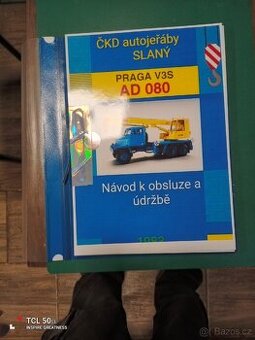 ČKD autojeřáby
SLANÝ
PRAGA V3S
AD 080
Návod k obsluze a
údržbě
TCL 50
INSPIRE GREATNESS
Bazos.cz